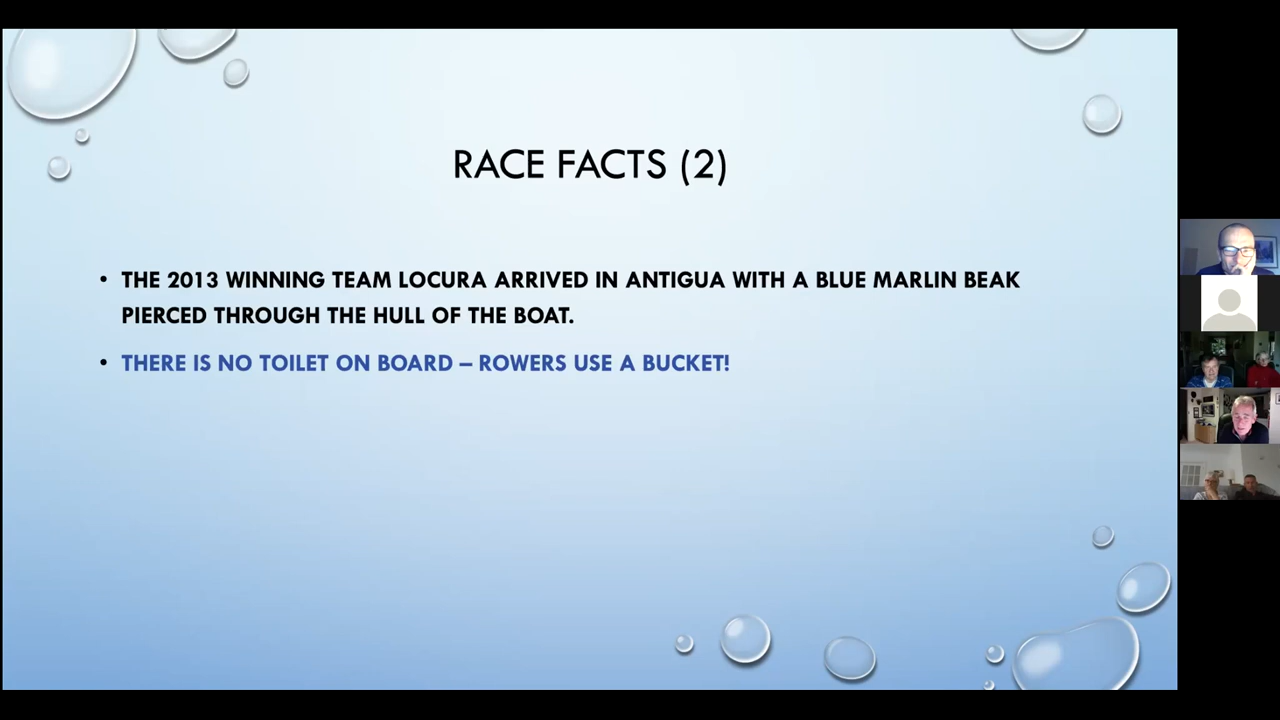 RACE FACTS (2)
• THE 2013 WINNING TEAM LOCURA ARRIVED IN ANTIGUA WITH A BLUE MARLIN BEAK
PIERCED THROUGH THE HULL OF THE BOAT.
• THERE IS NO TOILET ON BOARD – ROWERS USE A BUCKET!